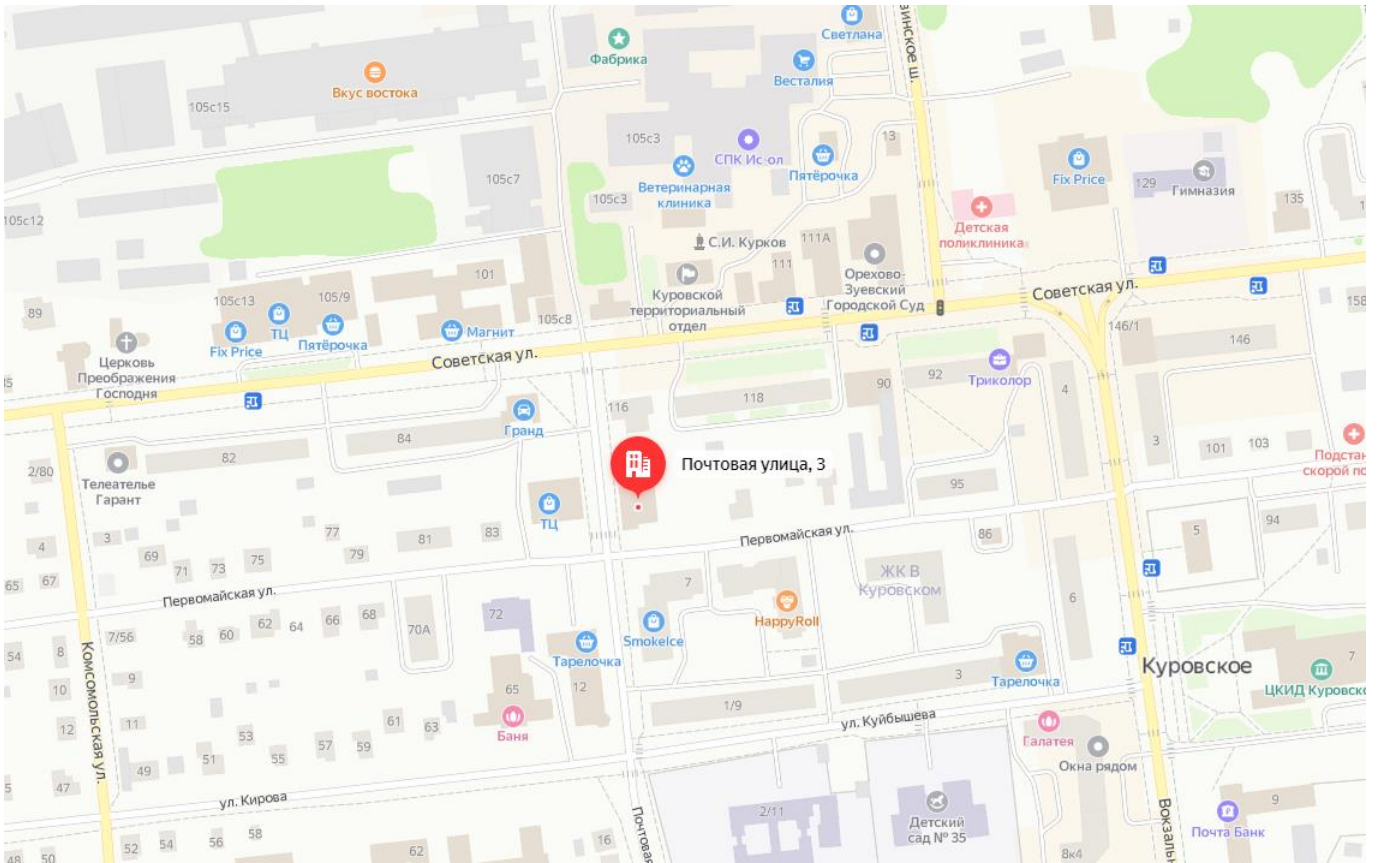 Светлана
Фабрика
Вкус востока
Весталия
105с15
105с3
13
СПК Ис-ол
Пятёрочка
Fix Price
129
Гимназия
135
105с7
Ветеринарная
клиника
105с3
105с12
Детская
поликлиника
С.И. Курков
111А
111
Орехово-
Зуевский
Городской Суд
Куровской
территориальный
отдел
101
105с13
105/9
ТЦ
105с8
Советская ул.
158
89
Fix Price
Пятёрочка
Магнит
146/1
146
Церковь
Преображения
Господня
Советская ул.
90
92
Триколор
4
118
116
Гранд
84
82
3
101
103
2/80
Телеателье
Гарант
Почтовая улица, 3
95
ТЦ
5
94
3
77
81
83
Первомайская ул.
86
4
69
71
73
75
79
65
67
ЖК В
Куровском
7
Первомайская ул.
HappyRoll
6
7/56
58
60
62
64
66
68
70А
72
SmokeIce
54
8
Тарелочка
Куровское
7
Комсомольская ул.
9
10
65
12
3
Тарелочка
1/9
12
11
61
63
Баня
ул. Куйбышева
Галатея
53
57
59
Окна рядом
51
55
49
47
ул. Кирова
2/11
Детский
сад № 35
9
Почта Банк
58
56
54
52
50
48
62
16
8к4